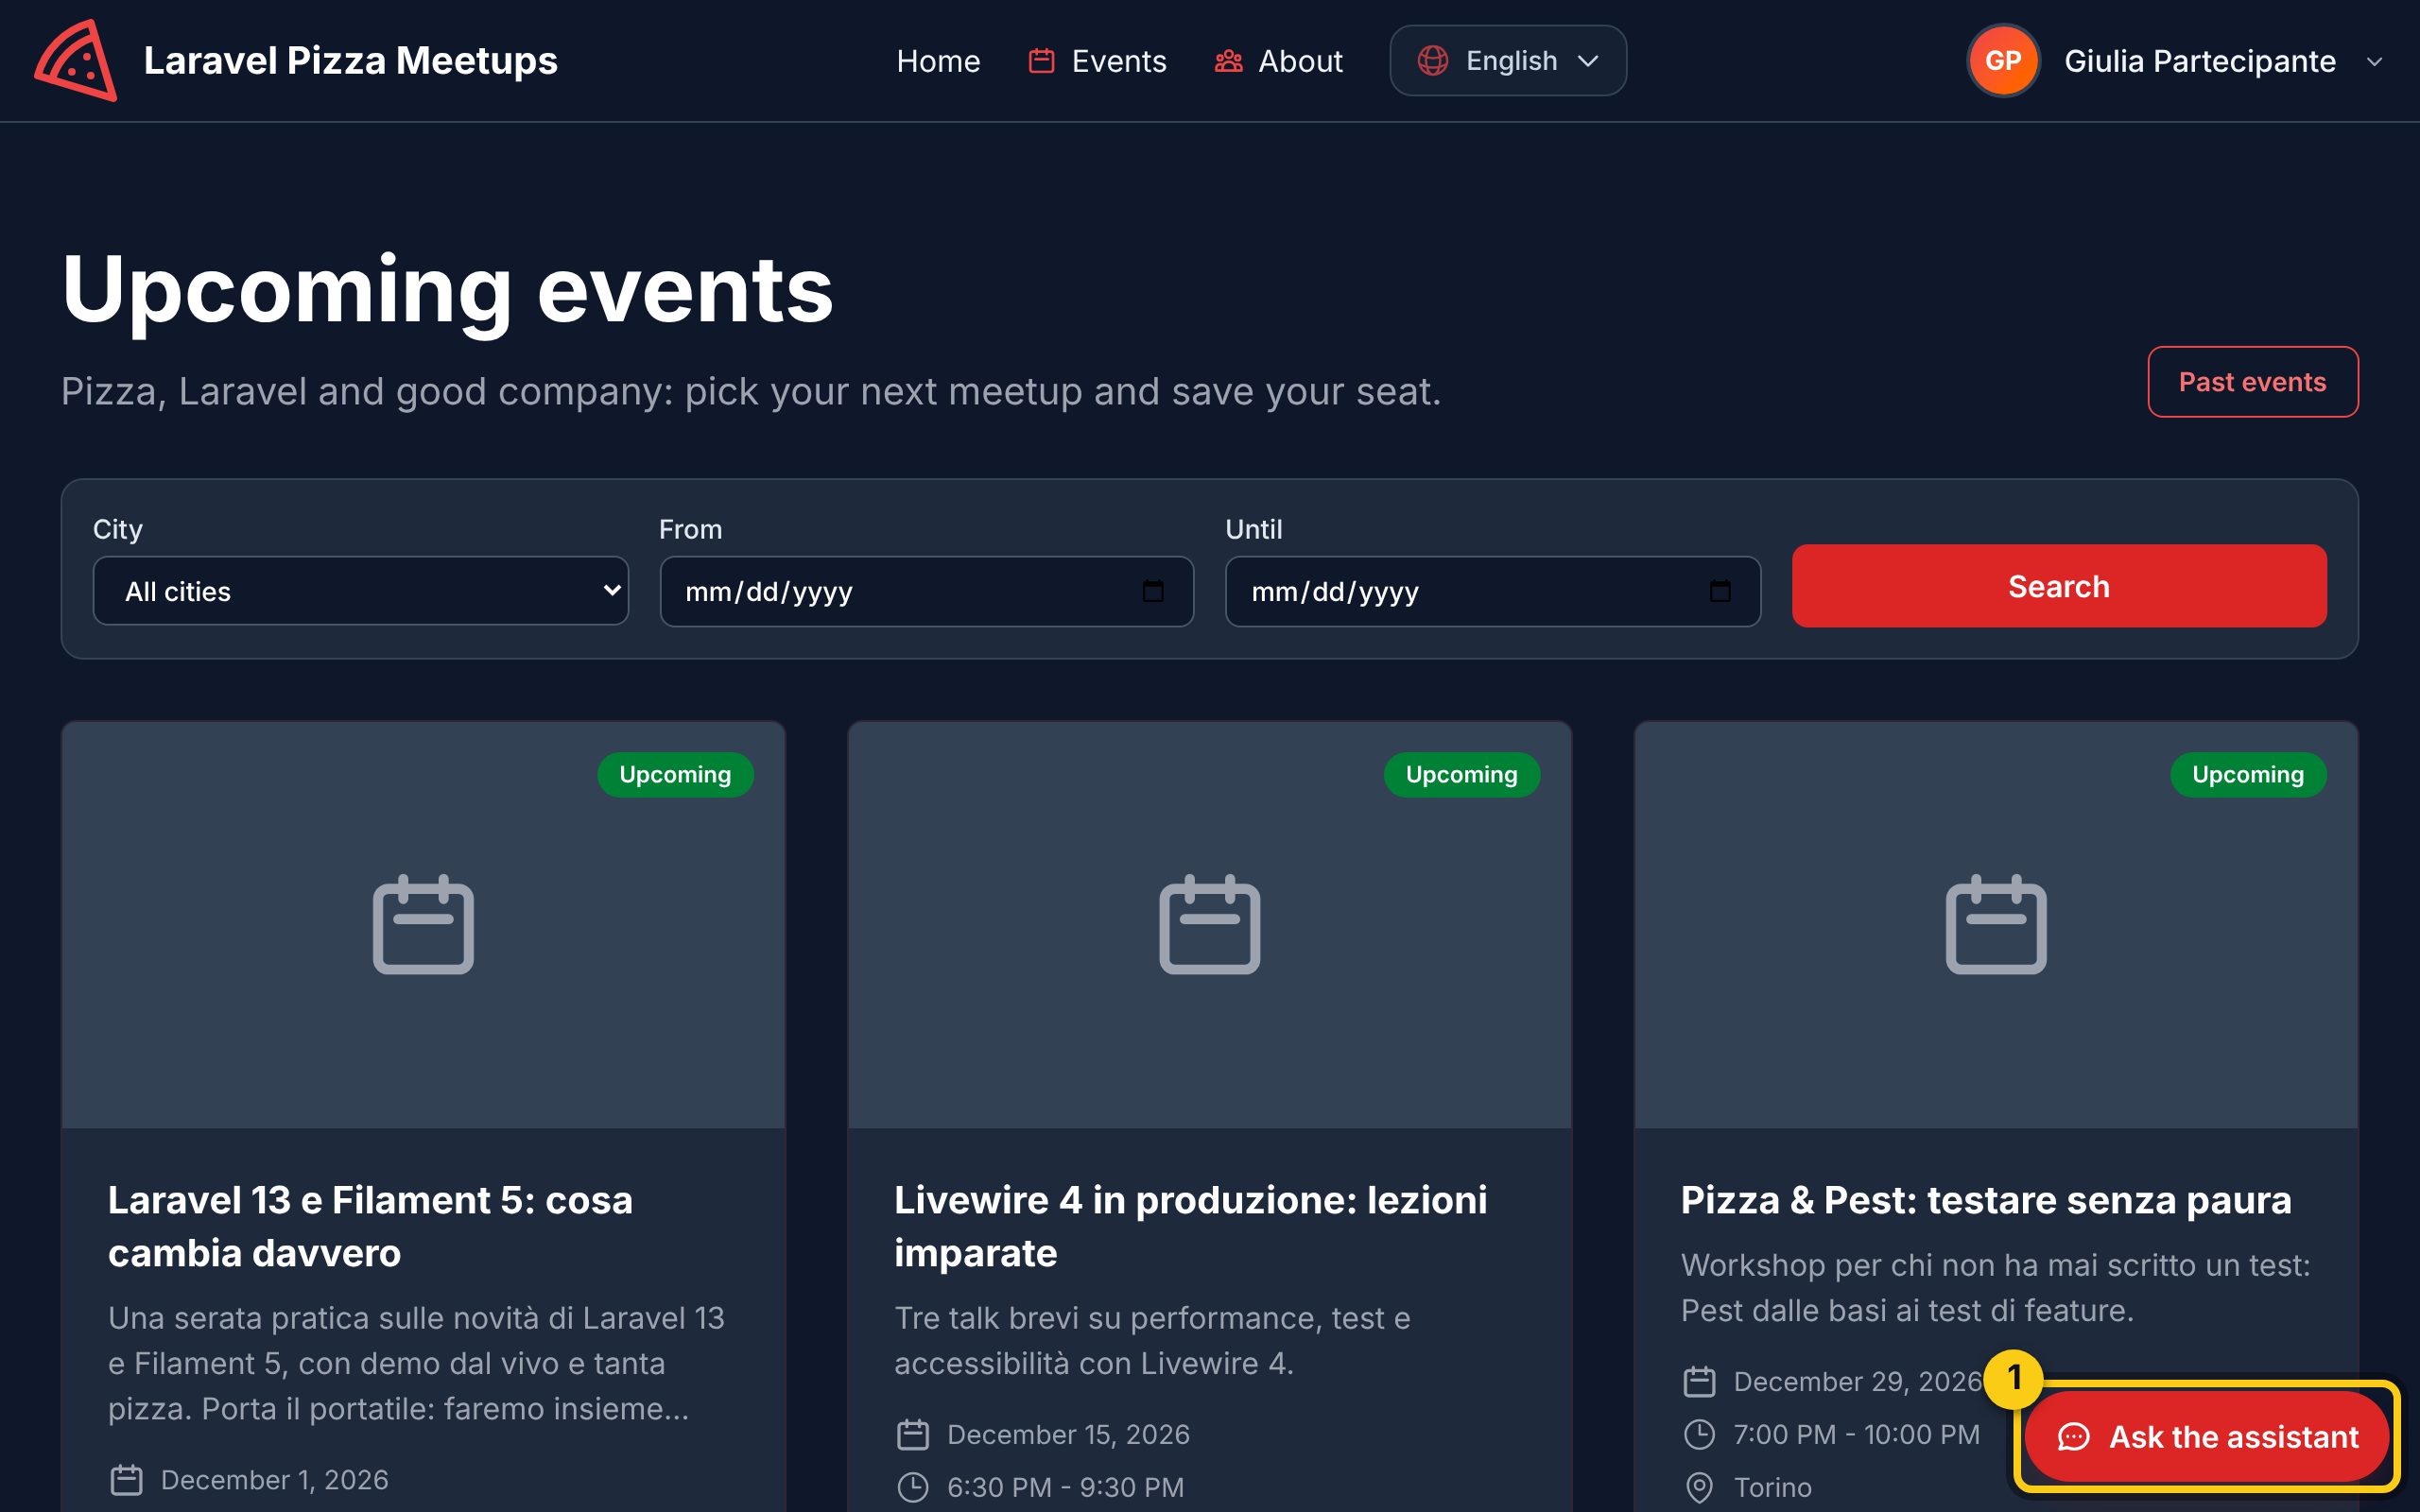 Laravel Pizza Meetups
Home
Events
About
English
GP
Giulia Partecipante
Upcoming events
Pizza, Laravel and good company: pick your next meetup and save your seat.
Past events
City
From
Until
All cities
mm/dd/yyyy
mm/dd/yyyy
Search
Upcoming
Laravel 13 e Filament 5: cosa
cambia davvero
Una serata pratica sulle novità di Laravel 13
e Filament 5, con demo dal vivo e tanta
pizza. Porta il portatile: faremo insieme...
December 1, 2026
Upcoming
Livewire 4 in produzione: lezioni
imparate
Tre talk brevi su performance, test e
accessibilità con Livewire 4.
December 15, 2026
6:30 PM - 9:30 PM
Upcoming
Pizza & Pest: testare senza paura
Workshop per chi non ha mai scritto un test:
Pest dalle basi ai test di feature.
December 29, 2026
7:00 PM - 10:00 PM
Torino
1
Ask the assistant